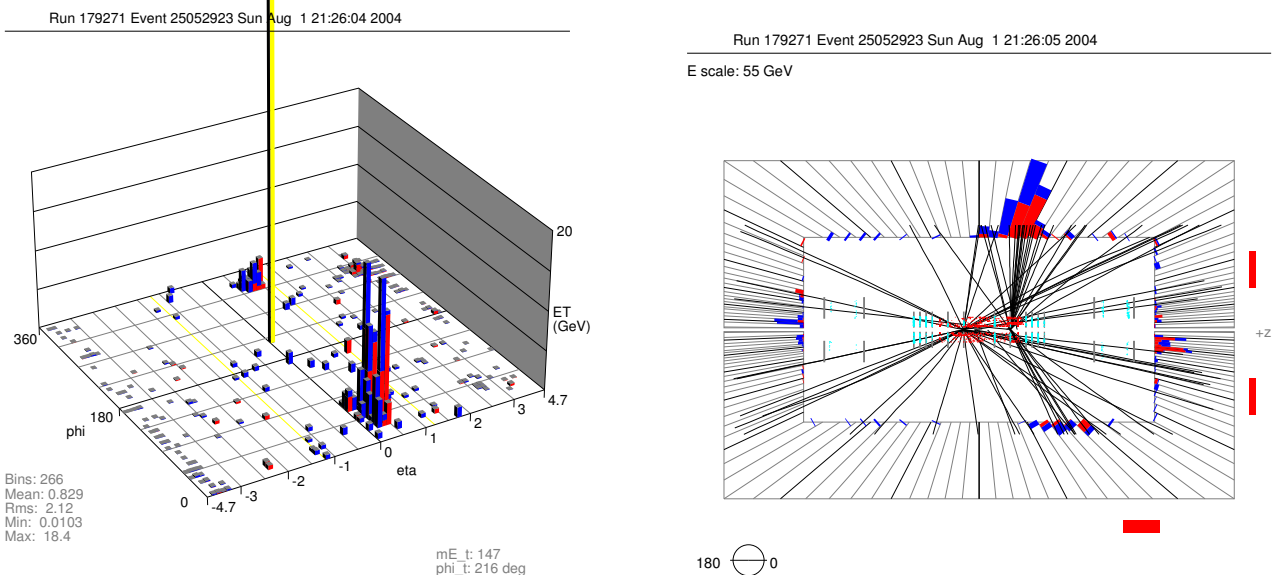 Run 179271 Event 25052923 Sun Aug 1 21:26:04 2004
20
ET
(GeV)
360
180
phi
0
-4.7
-3
-2
-1
0
1
2
3
4.7
eta
Bins: 266
Mean: 0.829
Rms: 2.12
Min: 0.0103
Max: 18.4
mE_t: 147
phi_t: 216 deg
Run 179271 Event 25052923 Sun Aug 1 21:26:05 2004
E scale: 55 GeV
+Z
180 0